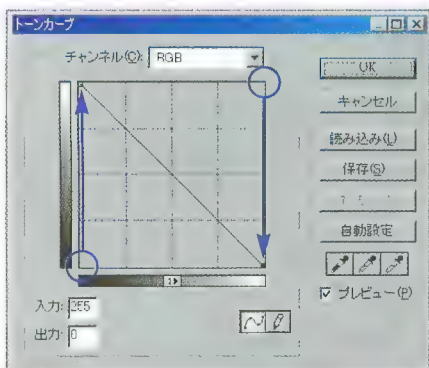 トーンカーブ
チャンネル(C): RGB
OK
キャンセル
読み込み(L)
保存(S)
自動設定
プレビュー(P)
入力: 255
出力: 0